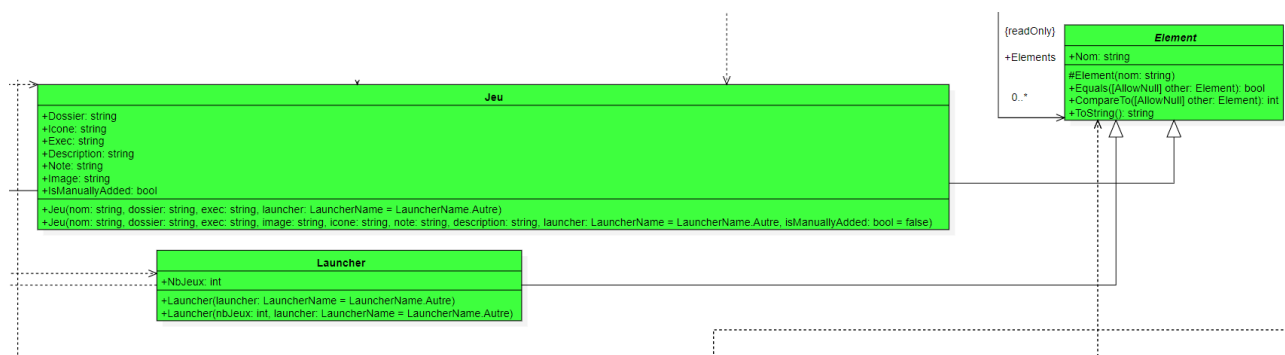 {readOnly}
+Elements
0..*
Element
+Nom: string
#Element(nom: string)
+Equals([AllowNull] other: Element): bool
+CompareTo([AllowNull] other: Element): int
+ToString(): string
Jeu
+Dossier: string
+Icone: string
+Exec: string
+Description: string
+Note: string
+Image: string
+IsManuallyAdded: bool
+Jeu(nom: string, dossier: string, exec: string, launcher: LauncherName = LauncherName.Autre)
+Jeu(nom: string, dossier: string, exec: string, image: string, icone: string, note: string, description: string, launcher: LauncherName = LauncherName.Autre, isManuallyAdded: bool = false)
Launcher
+NbJeux: int
+Launcher(launcher: LauncherName = LauncherName.Autre)
+Launcher(nbJeux: int, launcher: LauncherName = LauncherName.Autre)